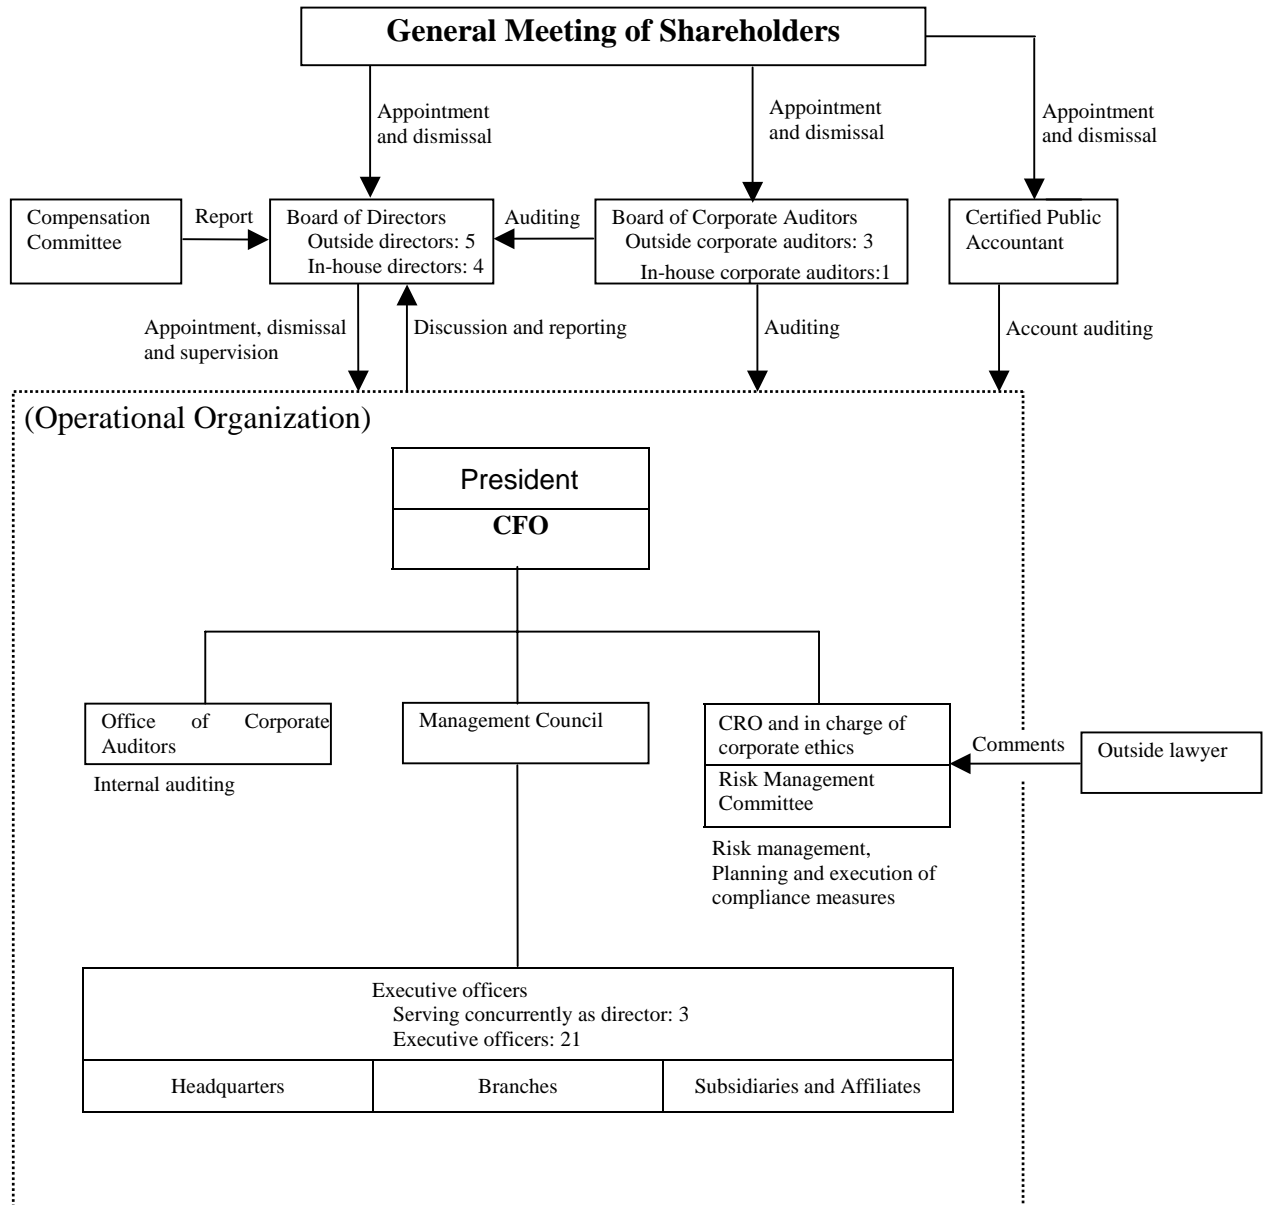 General Meeting of Shareholders
Appointment
and dismissal
Appointment
and dismissal
Appointment
and dismissal
Compensation
Committee
Report
Board of Directors
Outside directors: 5
In-house directors: 4
Auditing
Board of Corporate Auditors
Outside corporate auditors: 3
In-house corporate auditors:1
Certified Public
Accountant
Appointment, dismissal
and supervision
Discussion and reporting
Auditing
Account auditing
(Operational Organization)
President
CFO
Office of Corporate
Auditors
Internal auditing
Management Council
CRO and in charge of
corporate ethics
Risk Management
Committee
Comments
Outside lawyer
Risk management,
Planning and execution of
compliance measures
Executive officers
Serving concurrently as director: 3
Executive officers: 21
Headquarters
Branches
Subsidiaries and Affiliates